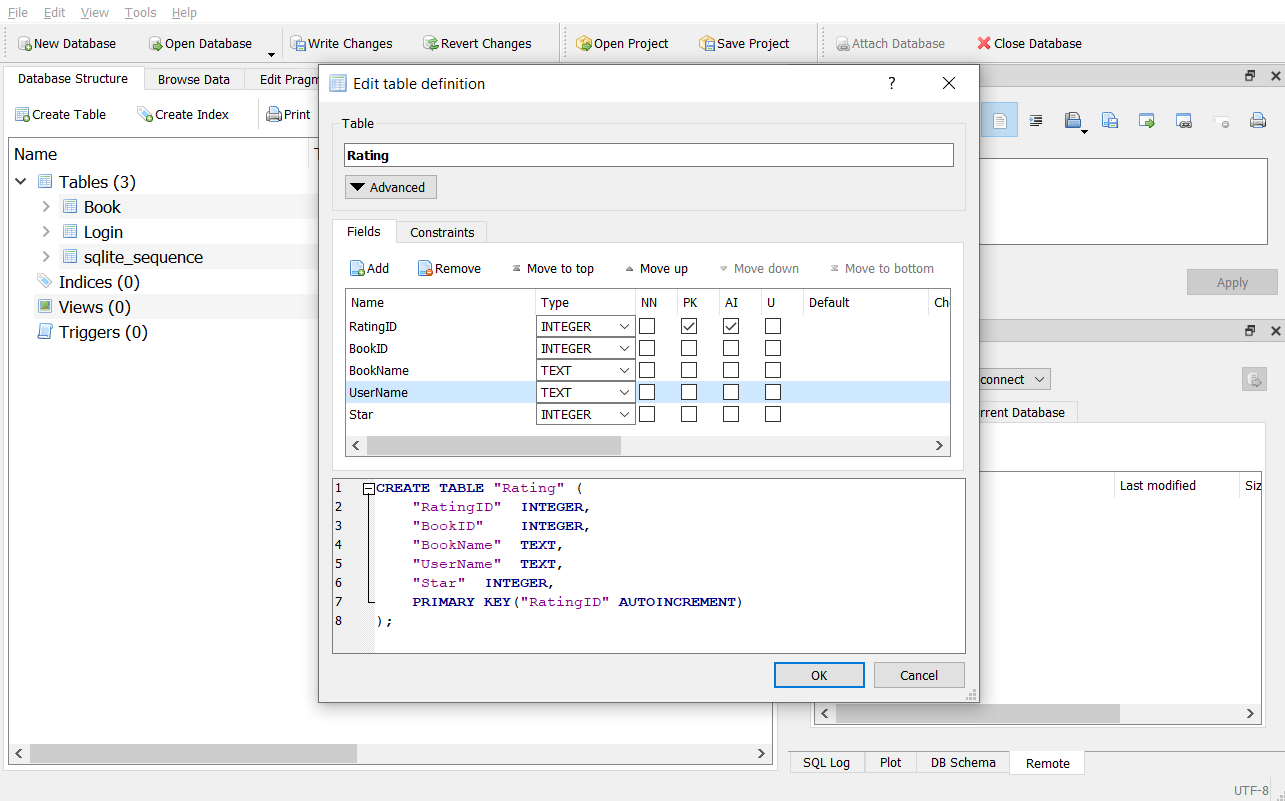 File Edit View Tools Help
New Database Open Database Write Changes Revert Changes Open Project Save Project Attach Database Close Database
Database Structure Browse Data Edit Pragm
Create Table Create Index Print
Name
Tables (3)
Book
Login
sqlite_sequence
Indices (0)
Views (0)
Triggers (0)
Edit table definition ?
Table
Rating
Advanced
Fields Constraints
Add Remove Move to top Move up Move down Move to bottom
Name Type NN PK AI U Default Ch
RatingID INTEGER
BookID INTEGER
BookName TEXT
UserName TEXT
Star INTEGER
1 CREATE TABLE "Rating" (
2 "RatingID" INTEGER,
3 "BookID" INTEGER,
4 "BookName" TEXT,
5 "UserName" TEXT,
6 "Star" INTEGER,
7 PRIMARY KEY("RatingID" AUTOINCREMENT)
8 );
OK Cancel
Apply
connect
rrent Database
Last modified Siz
SQL Log Plot DB Schema Remote
UTF-8